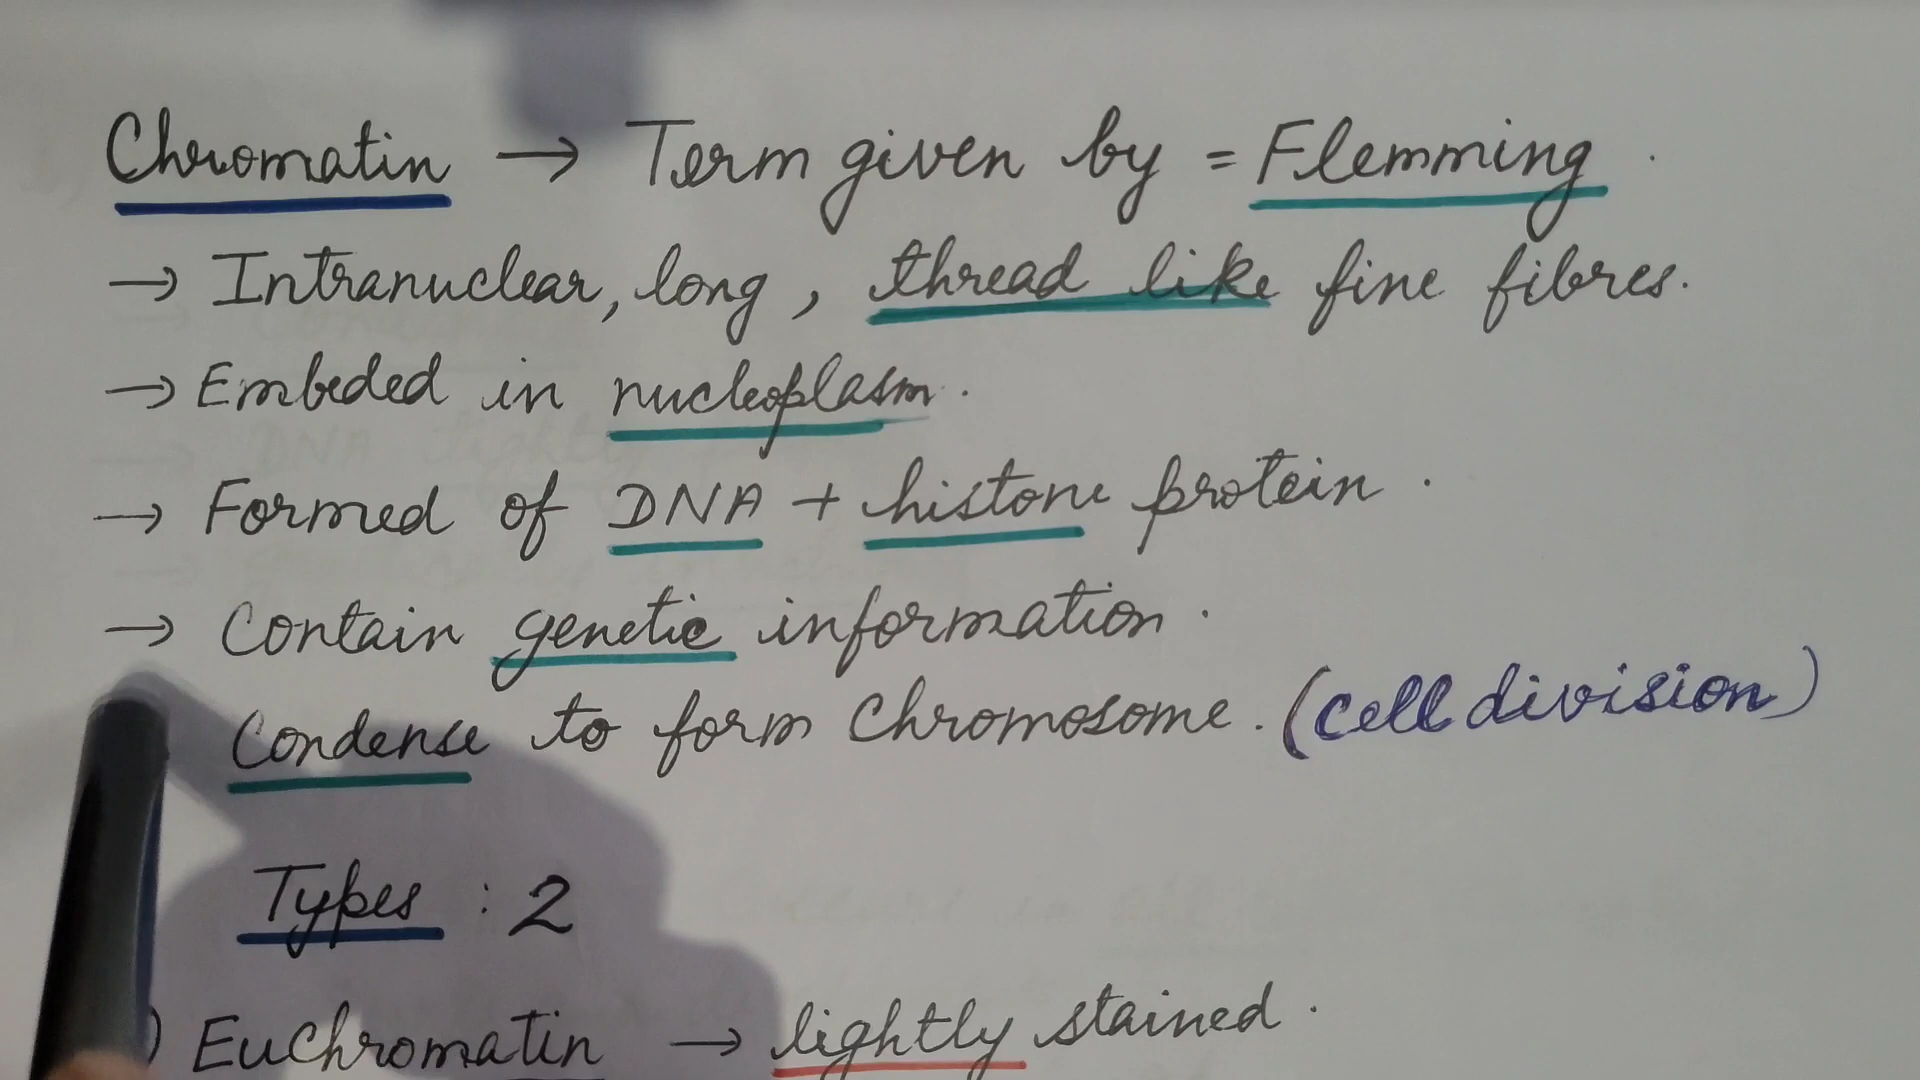 Chromatin → Term given by = Flemming.
→ Intranuclear, long, thread like fine fibres.
→ Embeded in nucleoplasm.
→ Formed of DNA + histone protein.
→ Contain genetic information.
Condense to form Chromosome. (cell division)
Types : 2
) Euchromatin → lightly stained.